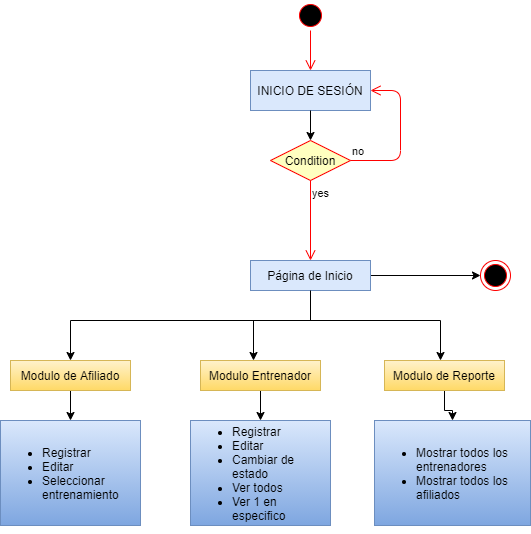 INICIO DE SESIÓN
Condition
no
yes
Página de Inicio
Modulo de Afiliado
Modulo Entrenador
Modulo de Reporte
Registrar
Editar
Seleccionar
entrenamiento
Registrar
Editar
Cambiar de
estado
Ver todos
Ver 1 en
especifico
Mostrar todos los
entrenadores
Mostrar todos los
afiliados